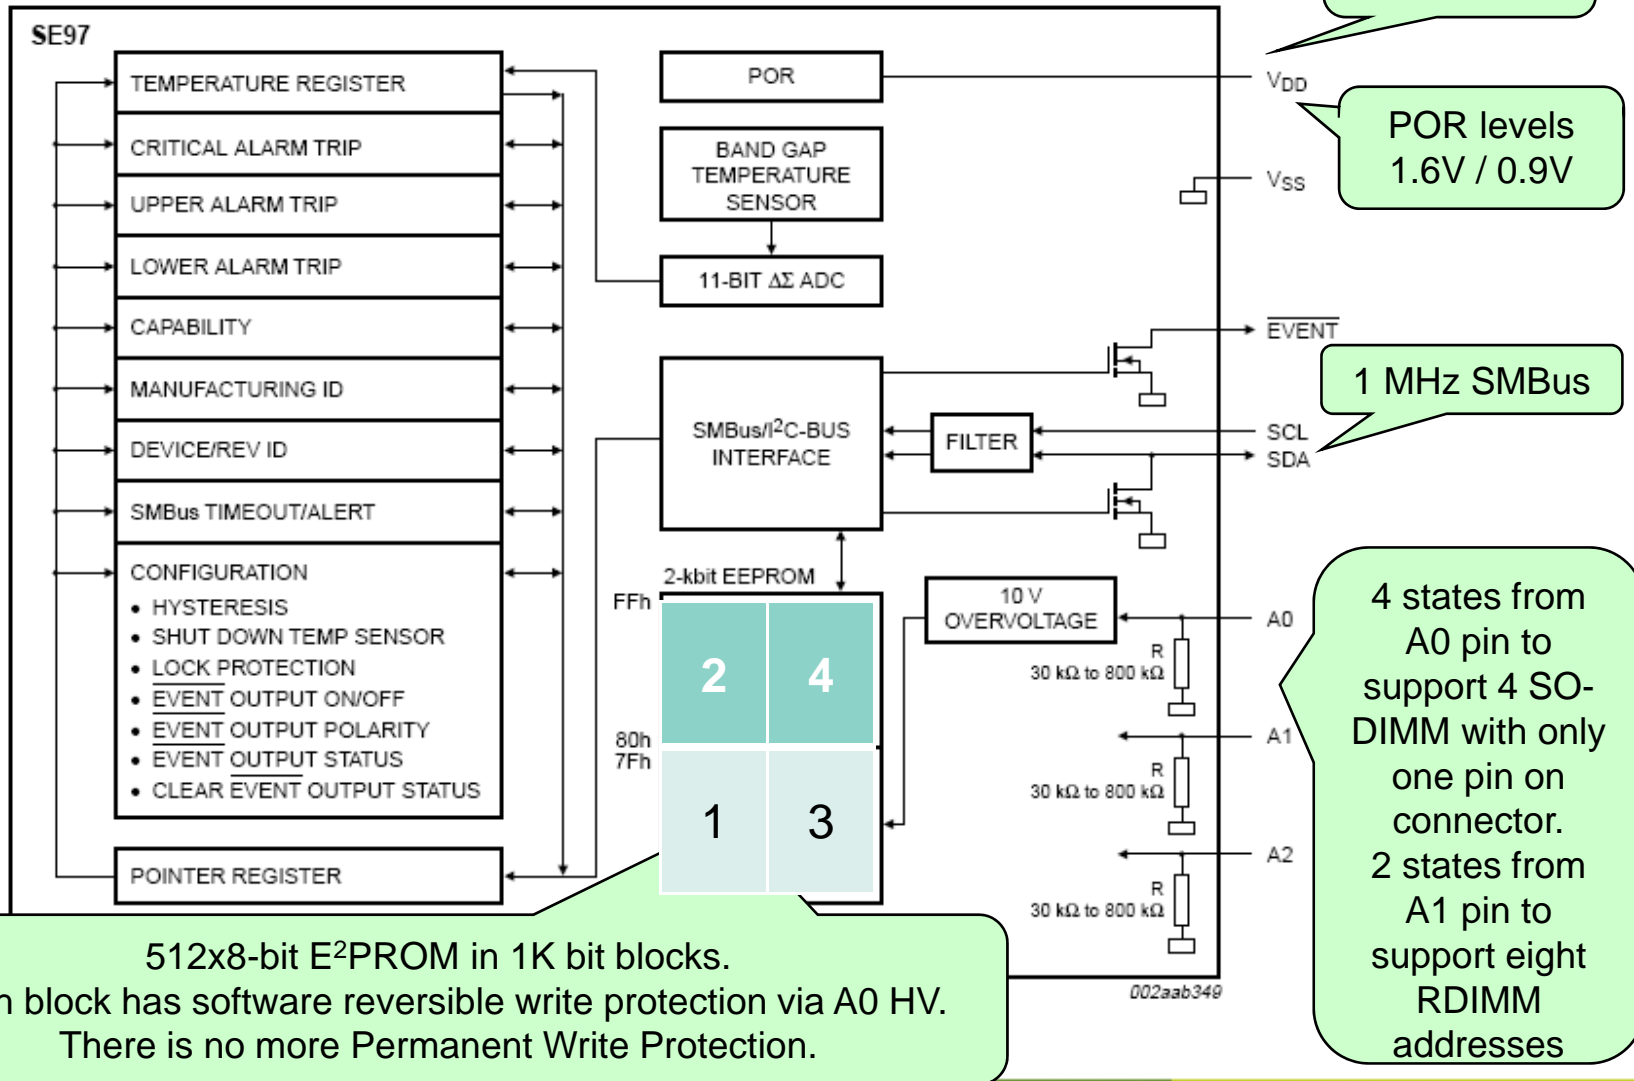 SE97
TEMPERATURE REGISTER
CRITICAL ALARM TRIP
UPPER ALARM TRIP
LOWER ALARM TRIP
CAPABILITY
MANUFACTURING ID
DEVICE/REV ID
SMBus TIMEOUT/ALERT
CONFIGURATION
• HYSTERESIS
• SHUT DOWN TEMP SENSOR
• LOCK PROTECTION
• EVENT OUTPUT ON/OFF
• EVENT OUTPUT POLARITY
• EVENT OUTPUT STATUS
• CLEAR EVENT OUTPUT STATUS
POINTER REGISTER
POR
BAND GAP
TEMPERATURE
SENSOR
11-BIT ΔΣ ADC
SMBus/I²C-BUS
INTERFACE
FILTER
2-kbit EEPROM
FFh
80h
7Fh
2 4
1 3
10 V
OVERVOLTAGE
R
30 kΩ to 800 kΩ
R
30 kΩ to 800 kΩ
R
30 kΩ to 800 kΩ
VDD
VSS
EVENT
SCL
SDA
A0
A1
A2
POR levels
1.6V / 0.9V
1 MHz SMBus
4 states from
A0 pin to
support 4 SO-
DIMM with only
one pin on
connector.
2 states from
A1 pin to
support eight
RDIMM
addresses
002aab349
512x8-bit E²PROM in 1K bit blocks.
block has software reversible write protection via A0 HV.
There is no more Permanent Write Protection.